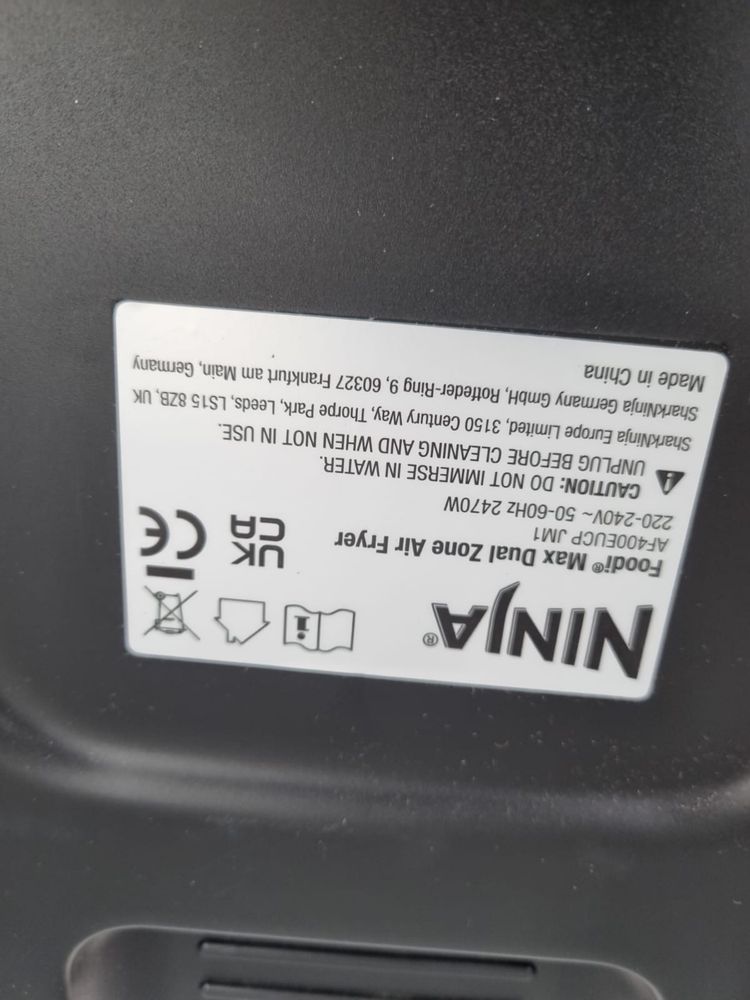 NINJA®
Foodi® Max Dual Zone Air Fryer
AF400EUCP JM1
220-240V~ 50-60Hz 2470W
CAUTION: DO NOT IMMERSE IN WATER.
UNPLUG BEFORE CLEANING AND WHEN NOT IN USE.
SharkNinja Europe Limited, 3150 Century Way, Thorpe Park, Leeds, LS15 8ZB, UK
SharkNinja Germany GmbH, Rotfeder-Ring 9, 60327 Frankfurt am Main, Germany
Made in China
UK
CA
CE